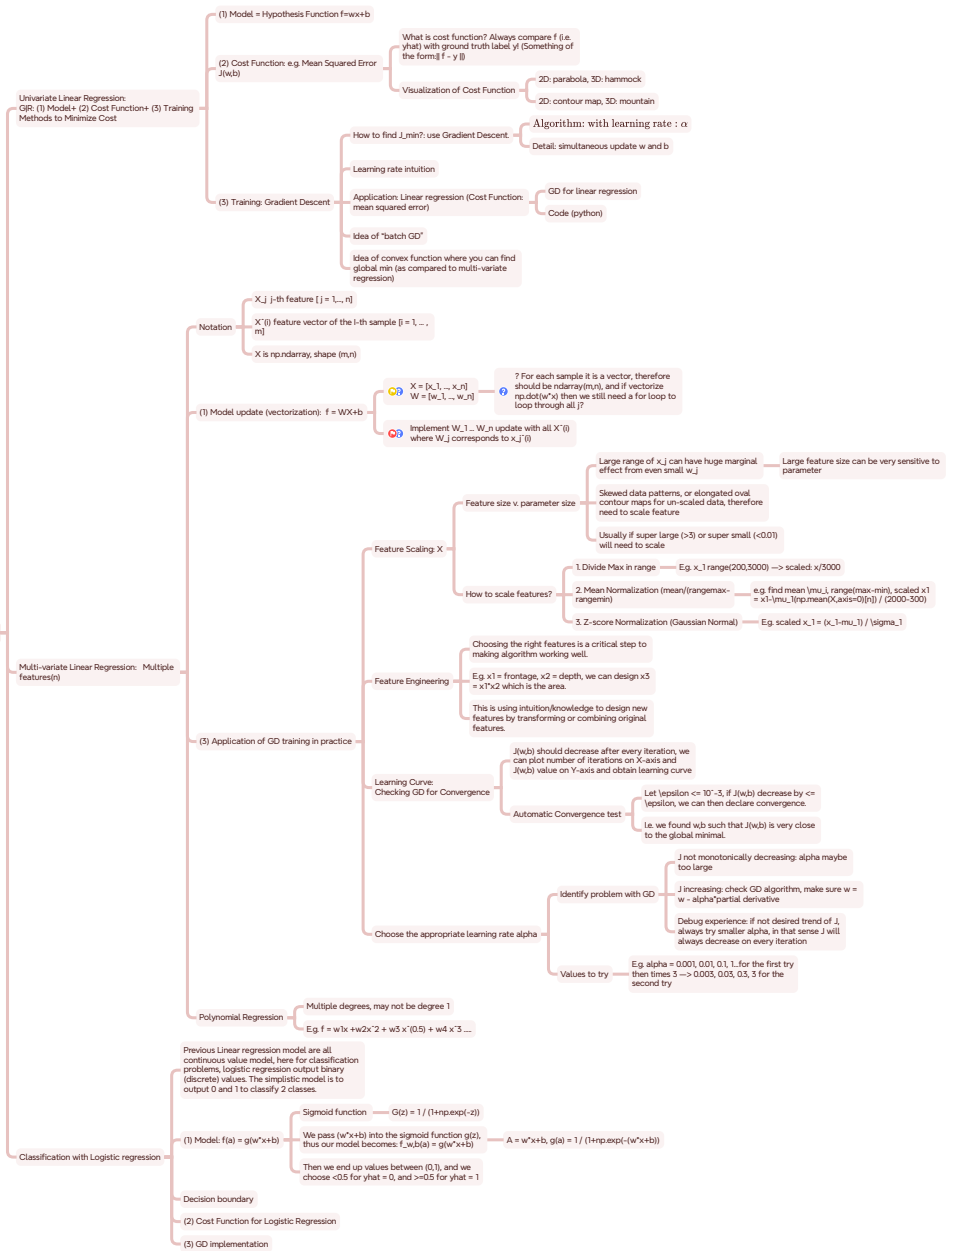 (1) Model = Hypothesis Function f=wx+b
What is cost function? Always compare f (i.e.
yhat) with ground truth label y! (Something of
the form:|| f - y ||)
(2) Cost Function: e.g. Mean Squared Error
J(w,b)
2D: parabola, 3D: hammock
Visualization of Cost Function
2D: contour map, 3D: mountain
Univariate Linear Regression:
G|R: (1) Model+ (2) Cost Function+ (3) Training
Methods to Minimize Cost
Algorithm: with learning rate : α
How to find J_min?: use Gradient Descent.
Detail: simultaneous update w and b
Learning rate intuition
GD for linear regression
(3) Training: Gradient Descent
Application: Linear regression (Cost Function:
mean squared error)
Code (python)
Idea of "batch GD"
Idea of convex function where you can find
global min (as compared to multi-variate
regression)
X_j j-th feature [ j = 1,..., n]
Notation
X^(i) feature vector of the I-th sample [i = 1, ... ,
m]
X is np.ndarray, shape (m,n)
(1) Model update (vectorization): f = WX+b
X = [x_1, ..., x_n]
W = [w_1, ..., w_n]
? For each sample it is a vector, therefore
should be ndarray(m,n), and if vectorize
np.dot(w*x) then we still need a for loop to
loop through all j?
Implement W_1 ... W_n update with all X^(i)
where W_j corresponds to x_j^(i)
Large range of x_j can have huge marginal
effect from even small w_j
Large feature size can be very sensitive to
parameter
Feature size v. parameter size
Skewed data patterns, or elongated oval
contour maps for un-scaled data, therefore
need to scale feature
Usually if super large (>3) or super small (<0.01)
will need to scale
Feature Scaling: X
1. Divide Max in range
E.g. x_1 range(200,3000) —> scaled: x/3000
How to scale features?
2. Mean Normalization (mean/(rangemax-
rangemin)
e.g. find mean \mu_i, range(max-min), scaled x1
= x1-\mu_1(np.mean(X,axis=0)[n]) / (2000-300)
3. Z-score Normalization (Gaussian Normal)
E.g. scaled x_1 = (x_1-mu_1) / \sigma_1
Multi-variate Linear Regression: Multiple
features(n)
Choosing the right features is a critical step to
making algorithm working well.
Feature Engineering
E.g. x1 = frontage, x2 = depth, we can design x3
= x1*x2 which is the area.
This is using intuition/knowledge to design new
features by transforming or combining original
features.
(3) Application of GD training in practice
J(w,b) should decrease after every iteration, we
can plot number of iterations on X-axis and
J(w,b) value on Y-axis and obtain learning curve
Learning Curve:
Checking GD for Convergence
Let \epsilon <= 10^-3, if J(w,b) decrease by <=
\epsilon, we can then declare convergence.
Automatic Convergence test
I.e. we found w,b such that J(w,b) is very close
to the global minimal.
J not monotonically decreasing: alpha maybe
too large
Identify problem with GD
J increasing: check GD algorithm, make sure w =
w - alpha*partial derivative
Debug experience: if not desired trend of J,
always try smaller alpha, in that sense J will
always decrease on every iteration
Choose the appropriate learning rate alpha
Values to try
E.g. alpha = 0.001, 0.01, 0.1, 1...for the first try
then times 3 —> 0.003, 0.03, 0.3, 3 for the
second try
Multiple degrees, may not be degree 1
Polynomial Regression
E.g. f = w1x +w2x^2 + w3 x^(0.5) + w4 x^3 ....
Previous Linear regression model are all
continuous value model, here for classification
problems, logistic regression output binary
(discrete) values. The simplistic model is to
output 0 and 1 to classify 2 classes.
Sigmoid function
G(z) = 1 / (1+np.exp(-z))
(1) Model: f(a) = g(w*x+b)
We pass (w*x+b) into the sigmoid function g(z),
thus our model becomes: f_w,b(a) = g(w*x+b)
A = w*x+b, g(a) = 1 / (1+np.exp(-(w*x+b))
Classification with Logistic regression
Then we end up values between (0,1), and we
choose <0.5 for yhat = 0, and >=0.5 for yhat = 1
Decision boundary
(2) Cost Function for Logistic Regression
(3) GD implementation